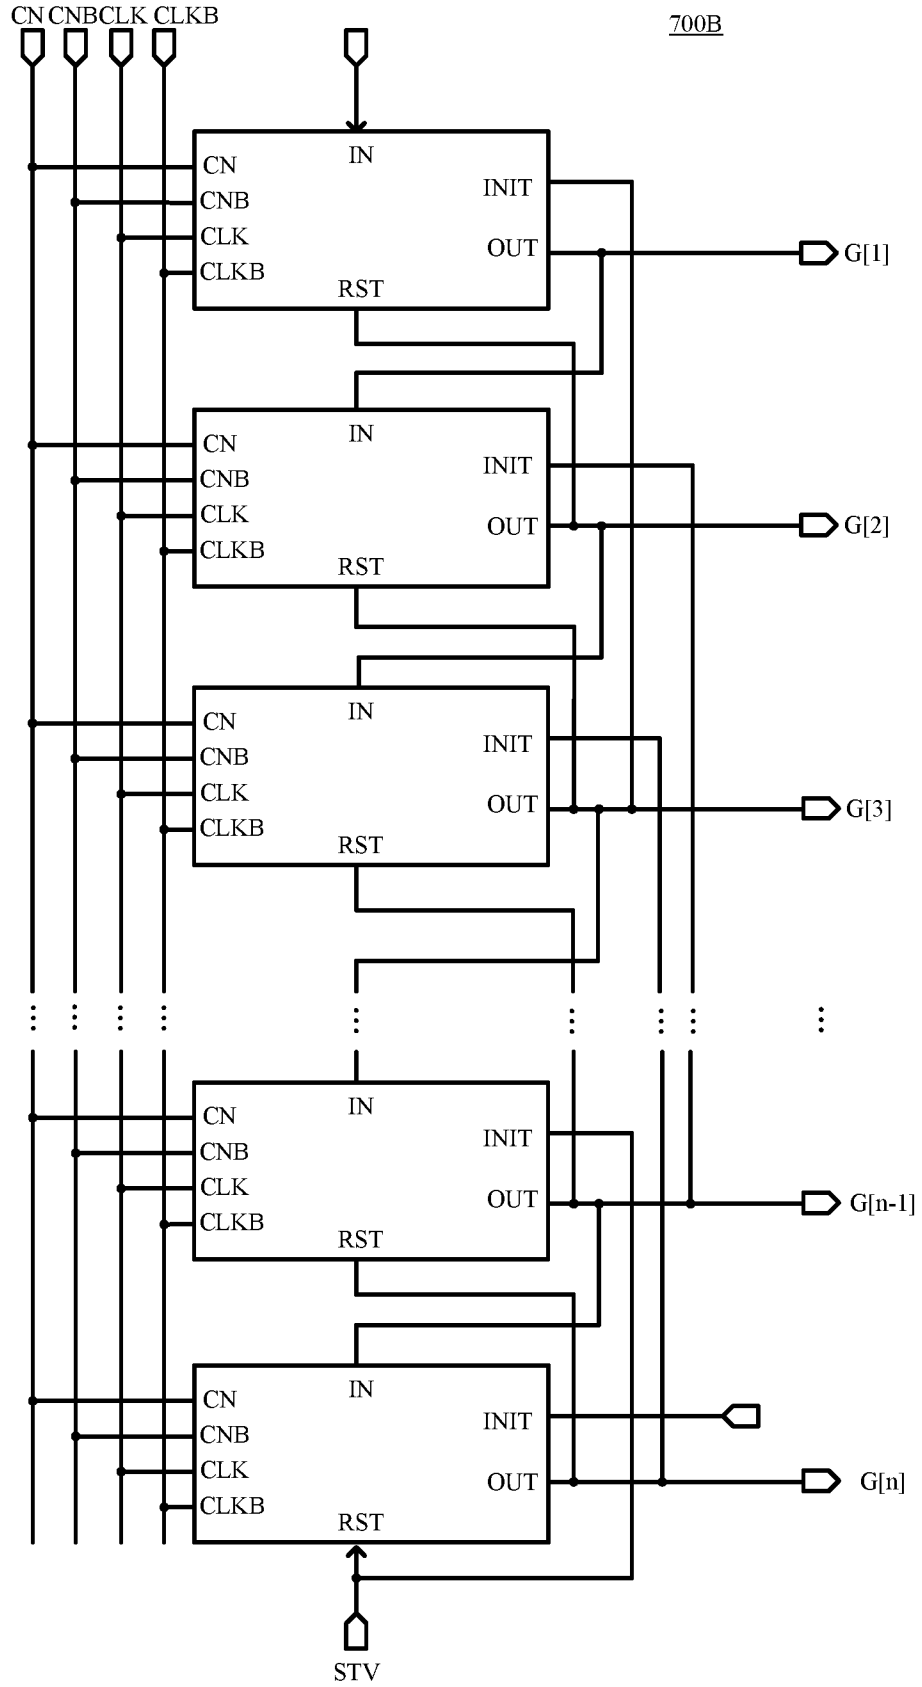 CN CNB CLK CLKB
700B
IN
CN
INIT
CNB
CLK
OUT
G[1]
CLKB
RST
IN
CN
INIT
CNB
CLK
OUT
G[2]
CLKB
RST
IN
CN
INIT
CNB
CLK
OUT
G[3]
CLKB
RST
IN
CN
INIT
CNB
CLK
OUT
G[n-1]
CLKB
RST
IN
CN
INIT
CNB
CLK
OUT
G[n]
CLKB
RST
STV